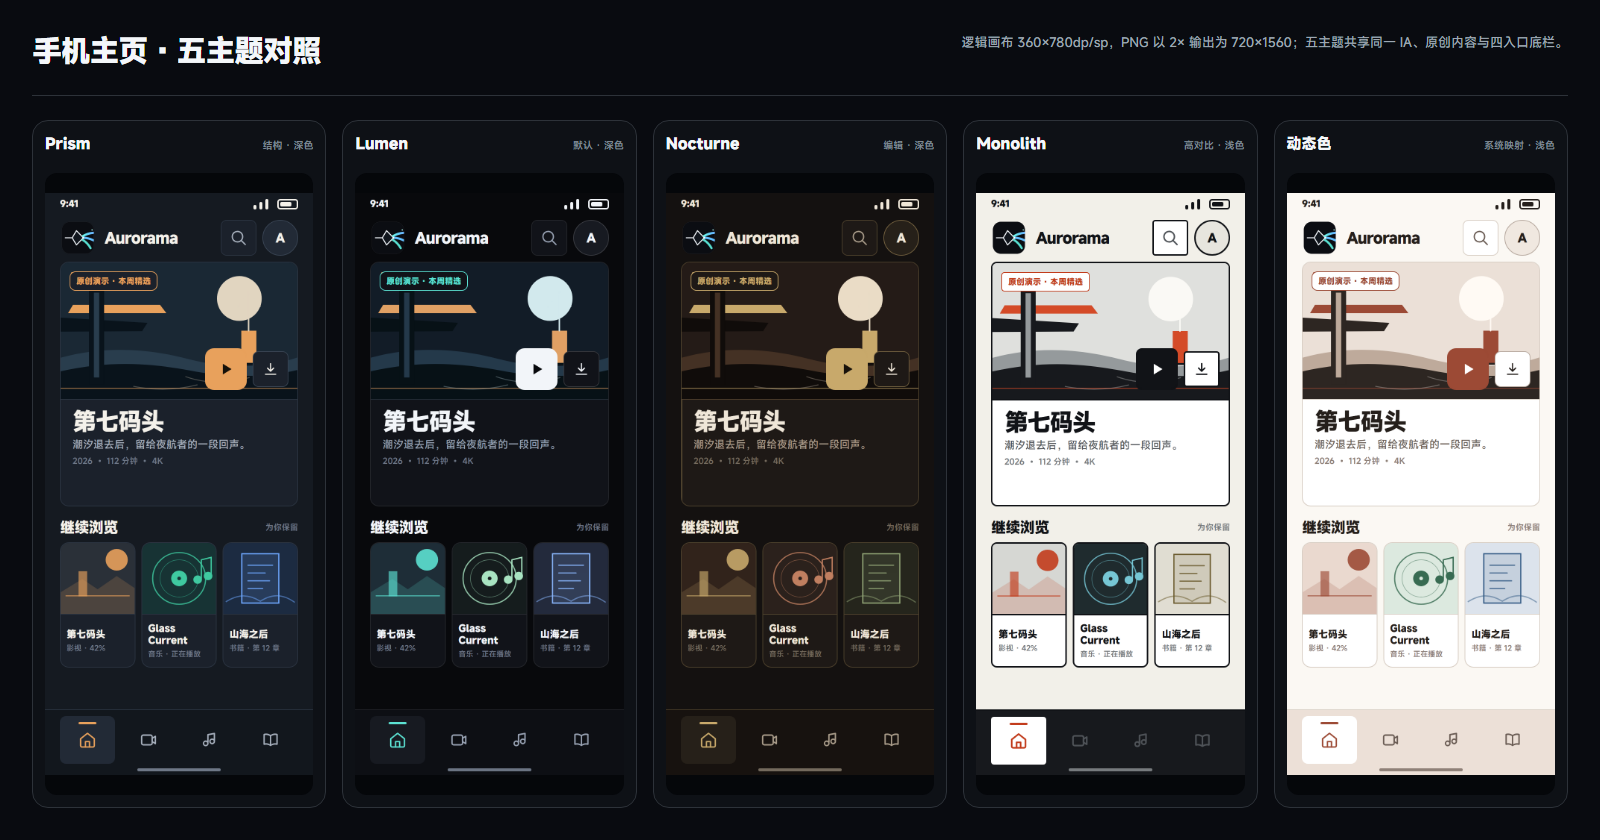 手机主页 · 五主题对照
逻辑画布 360×780dp/sp，PNG 以 2× 输出为 720×1560；五主题共享同一 IA、原创内容与四入口底栏。
Prism
结构 · 深色
9:41
Aurorama
A
原创演示 · 本周精选
第七码头
潮汐退去后，留给夜航者的一段回声。
2026 • 112 分钟 • 4K
继续浏览
为你保留
第七码头
影视 · 42%
Glass
Current
音乐 · 正在播放
山海之后
书籍 · 第 12 章
Lumen
默认 · 深色
9:41
Aurorama
A
原创演示 · 本周精选
第七码头
潮汐退去后，留给夜航者的一段回声。
2026 • 112 分钟 • 4K
继续浏览
为你保留
第七码头
影视 · 42%
Glass
Current
音乐 · 正在播放
山海之后
书籍 · 第 12 章
Nocturne
编辑 · 深色
9:41
Aurorama
A
原创演示 · 本周精选
第七码头
潮汐退去后，留给夜航者的一段回声。
2026 • 112 分钟 • 4K
继续浏览
为你保留
第七码头
影视 · 42%
Glass
Current
音乐 · 正在播放
山海之后
书籍 · 第 12 章
Monolith
高对比 · 浅色
9:41
Aurorama
A
原创演示 · 本周精选
第七码头
潮汐退去后，留给夜航者的一段回声。
2026 • 112 分钟 • 4K
继续浏览
为你保留
第七码头
影视 · 42%
Glass
Current
音乐 · 正在播放
山海之后
书籍 · 第 12 章
动态色
系统映射 · 浅色
9:41
Aurorama
A
原创演示 · 本周精选
第七码头
潮汐退去后，留给夜航者的一段回声。
2026 • 112 分钟 • 4K
继续浏览
为你保留
第七码头
影视 · 42%
Glass
Current
音乐 · 正在播放
山海之后
书籍 · 第 12 章